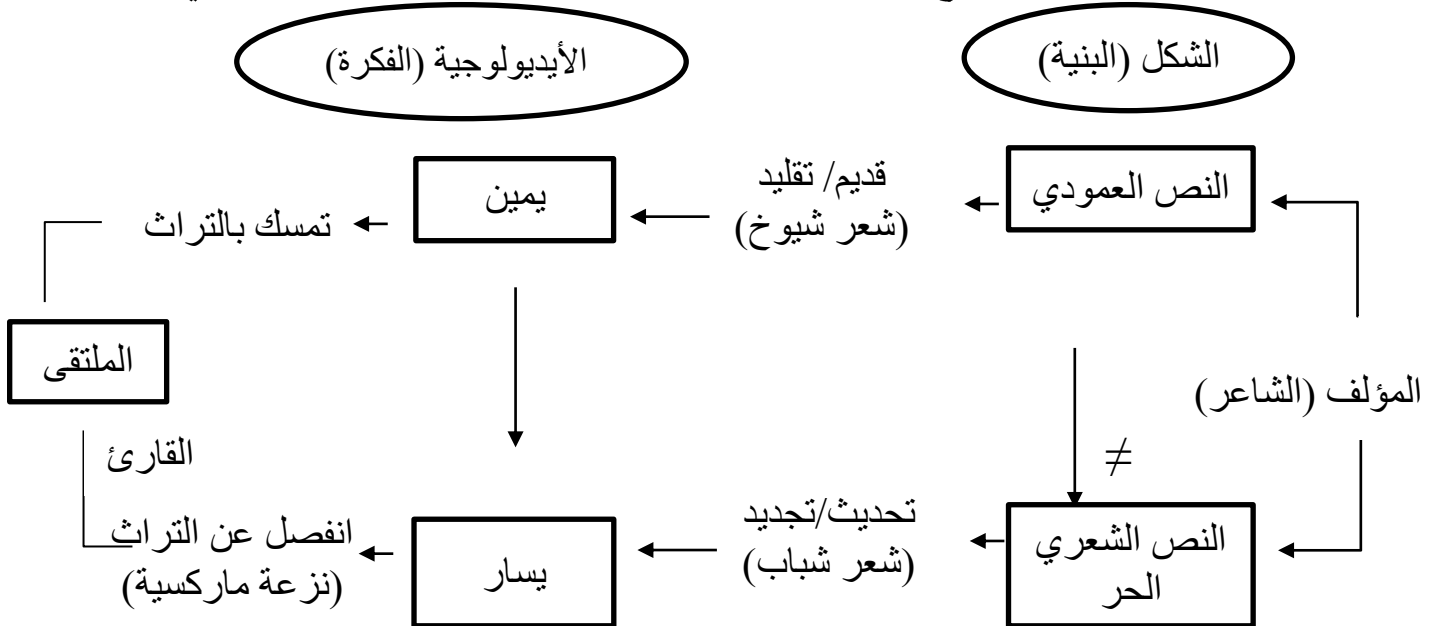 الشكل (البنية)
الأيديولوجية (الفكرة)
النص العمودي
قديم/ تقليد
(شعر شيوخ)
يمين
تمسك بالتراث
المؤلف (الشاعر)
الملتقى
القارئ
≠
النص الشعري
الحر
تحديث/تجديد
(شعر شباب)
يسار
انفصل عن التراث
(نزعة ماركسية)